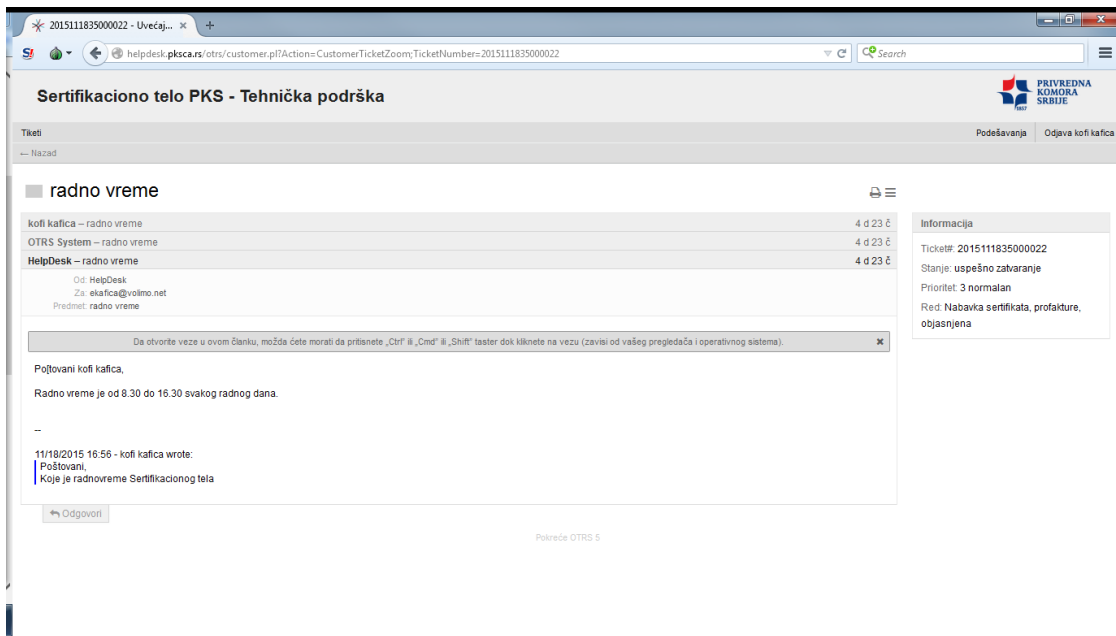 2015111835000022 - Uvećaj...
helpdesk.pksca.rs/otrs/customer.pl?Action=CustomerTicketZoom;TicketNumber=2015111835000022
Search
Sertifikaciono telo PKS - Tehnička podrška
PRIVREDNA
KOMORA
SRBIJE
1857
Tiketi
Podešavanja
Odjava kofi kafica
← Nazad
radno vreme
kofi kafica – radno vreme 4 d 23 č
OTRS System – radno vreme 4 d 23 č
HelpDesk – radno vreme 4 d 23 č
Od: HelpDesk
Za: ekafica@volimo.net
Predmet: radno vreme
Informacija
Ticket#: 2015111835000022
Stanje: uspešno zatvaranje
Prioritet: 3 normalan
Red: Nabavka sertifikata, profakture,
objasnjena
Da otvorite veze u ovom članku, možda ćete morati da pritisnete „Ctrl“ ili „Cmd“ ili „Shift“ taster dok kliknete na vezu (zavisi od vašeg pregledača i operativnog sistema).
Po[tovani kofi kafica,
Radno vreme je od 8.30 do 16.30 svakog radnog dana.
--
11/18/2015 16:56 - kofi kafica wrote:
Poštovani,
Koje je radnovreme Sertifikacionog tela
Odgovori
Pokreće OTRS 5